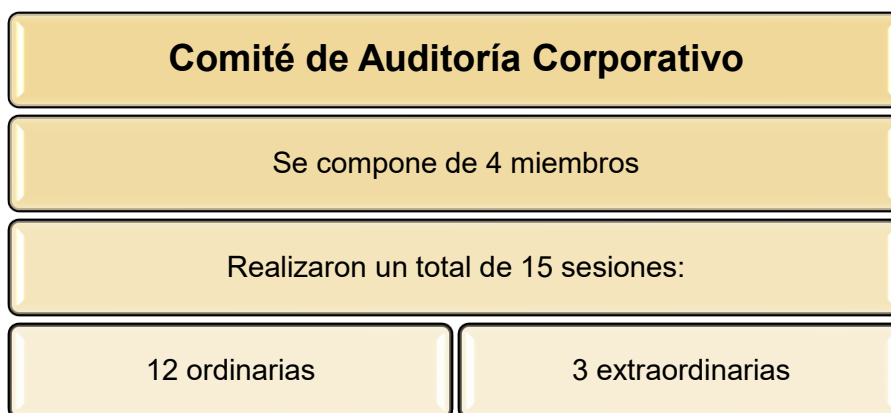 Comité de Auditoría Corporativo
Se compone de 4 miembros
Realizaron un total de 15 sesiones:
12 ordinarias
3 extraordinarias